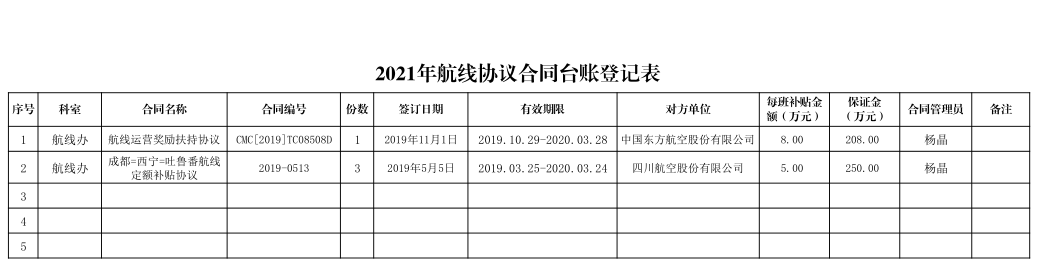 2021年航线协议合同台账登记表
序号 科室 合同名称 合同编号 份数 签订日期 有效期限 对方单位 每班补贴金额（万元） 保证金（万元） 合同管理员 备注
1 航线办 航线运营奖励扶持协议 CMC[2019]TC08508D 1 2019年11月1日 2019.10.29-2020.03.28 中国东方航空股份有限公司 8.00 208.00 杨晶
2 航线办 成都=西宁=吐鲁番航线定额补贴协议 2019-0513 3 2019年5月5日 2019.03.25-2020.03.24 四川航空股份有限公司 5.00 250.00 杨晶
3
4
5